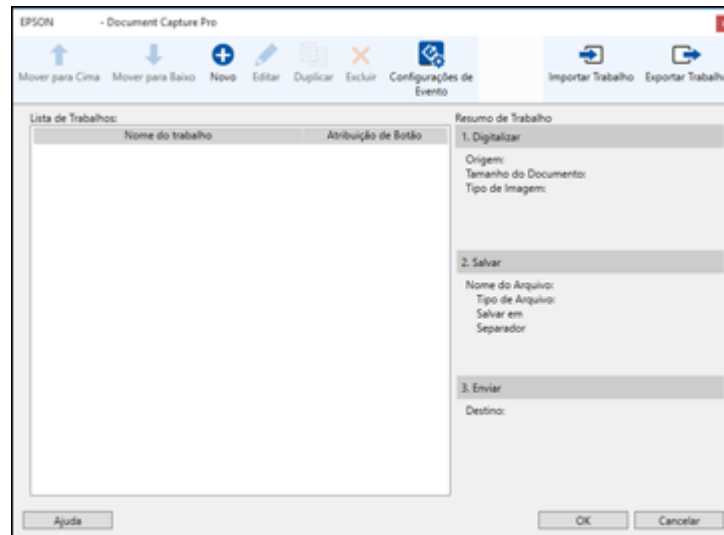 EPSON - Document Capture Pro
Mover para Cima Mover para Baixo Novo Editar Duplicar Excluir Configurações de Evento Importar Trabalho Exportar Trabalho
Lista de Trabalhos:
Nome do trabalho Atribuição de Botão
Resumo de Trabalho
1. Digitalizar
Origem:
Tamanho do Documento:
Tipo de Imagem:
2. Salvar
Nome do Arquivo:
Tipo de Arquivo:
Salvar em
Separador
3. Enviar
Destino:
Ajuda OK Cancelar